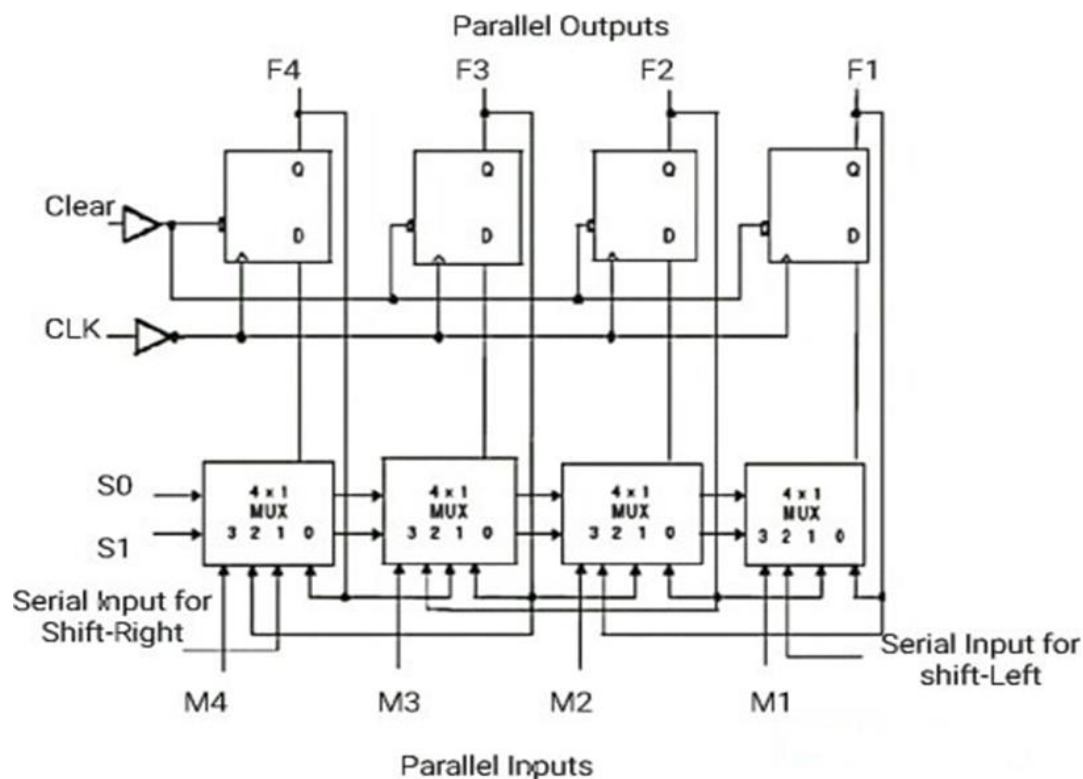 Parallel Outputs
F4 F3 F2 F1
Q Q Q Q
Clear
D D D D
CLK
S0
4 x 1 4 x 1 4 x 1 4 x 1
MUX MUX MUX MUX
3 2 1 0 3 2 1 0 3 2 1 0 3 2 1 0
S1
Serial Input for
Shift-Right
Serial Input for
shift-Left
M4 M3 M2 M1
Parallel Inputs